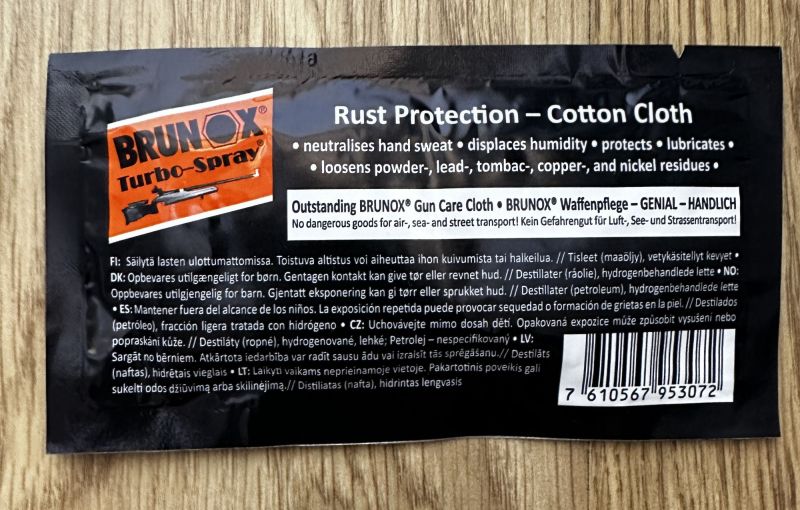 BRUNOX®
Turbo-Spray®
Rust Protection – Cotton Cloth
• neutralises hand sweat • displaces humidity • protects • lubricates •
• loosens powder-, lead-, tombac-, copper-, and nickel residues •
Outstanding BRUNOX® Gun Care Cloth • BRUNOX® Waffenpflege – GENIAL – HANDLICH
No dangerous goods for air-, sea- and street transport! Kein Gefahrengut für Luft-, See- und Strassentransport!
FI: Säilytä lasten ulottumattomissa. Toistuva altistus voi aiheuttaa ihon kuivumista tai halkeilua. // Tisleet (maaöljy), vetykäsitellyt kevyet •
DK: Opbevares utilgængeligt for børn. Gentagen kontakt kan give tør eller revnet hud. // Destillater (råolie), hydrogenbehandlede lette • NO:
Oppbevares utilgjengelig for barn. Gjentatt eksponering kan gi tørr eller sprukket hud. // Destillater (petroleum), hydrogenbehandlede lette
• ES: Mantener fuera del alcance de los niños. La exposición repetida puede provocar sequedad o formación de grietas en la piel. // Destilados
(petróleo), fracción ligera tratada con hidrógeno • CZ: Uchovávejte mimo dosah dětí. Opakovaná expozice může způsobit vysušení nebo
popraskání kůže. // Destiláty (ropné), hydrogenované, lehké; Petrolej – nespecifikovaný • LV:
Sargāt no bērniem. Atkārtota iedarbība var radīt sausu ādu vai izraisīt tās sprēgāšanu.// Destilāts
(naftas), hidrētais vieglais • LT: Laikyti vaikams neprieinamoje vietoje. Pakartotinis poveikis gali
sukelti odos džiūvimą arba skilinėjimą.// Distiliatas (nafta), hidrintas lengvasis
7 610567 953072